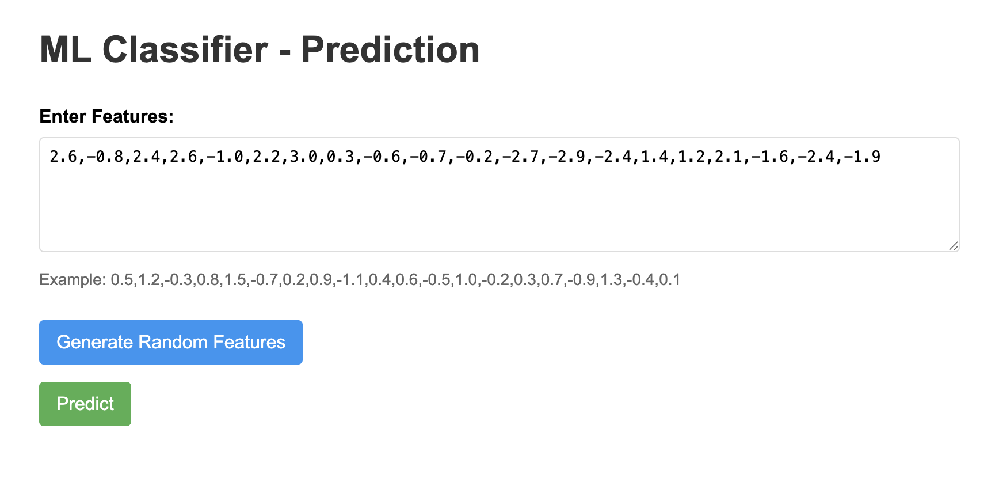 ML Classifier - Prediction
Enter Features:
2.6,-0.8,2.4,2.6,-1.0,2.2,3.0,0.3,-0.6,-0.7,-0.2,-2.7,-2.9,-2.4,1.4,1.2,2.1,-1.6,-2.4,-1.9
Example: 0.5,1.2,-0.3,0.8,1.5,-0.7,0.2,0.9,-1.1,0.4,0.6,-0.5,1.0,-0.2,0.3,0.7,-0.9,1.3,-0.4,0.1
Generate Random Features
Predict